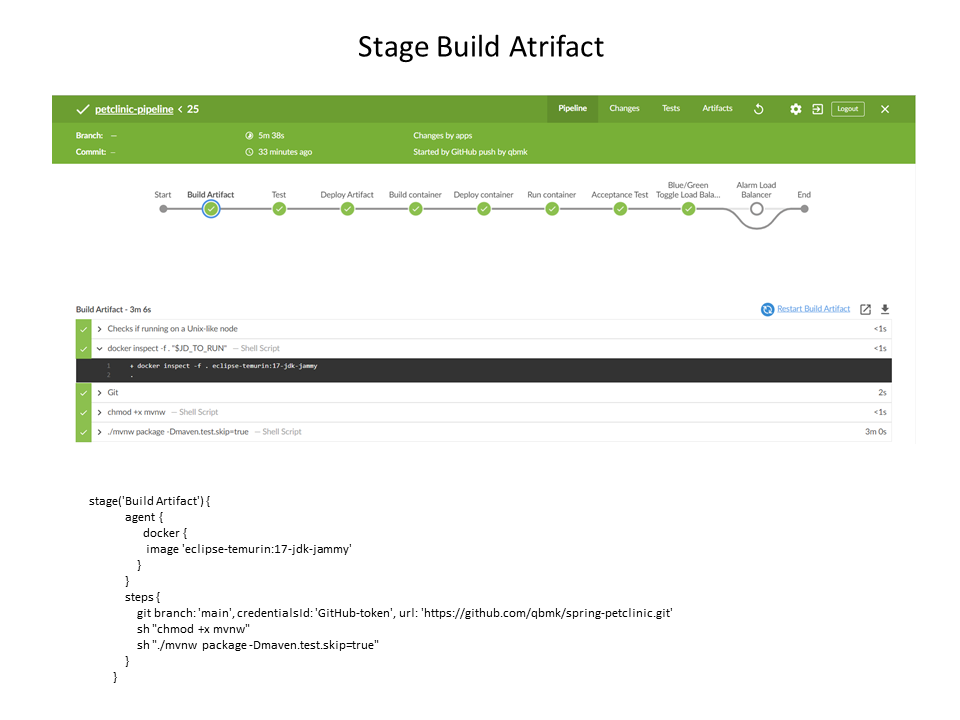 Stage Build Atrifact
petclinic-pipeline < 25
Pipeline Changes Tests Artifacts Logout
Branch: — 5m 38s Changes by apps
Commit: — 33 minutes ago Started by GitHub push by qbmk
Start Build Artifact Test Deploy Artifact Build container Deploy container Run container Acceptance Test Blue/Green
Toggle Load Bala... Alarm Load
Balancer End
Build Artifact - 3m 6s Restart Build Artifact
Checks if running on a Unix-like node <1s
docker inspect -f . "$JD_TO_RUN" — Shell Script <1s
1 + docker inspect -f . eclipse-temurin:17-jdk-jammy
2 .
Git 2s
chmod +x mvnw — Shell Script <1s
./mvnw package -Dmaven.test.skip=true — Shell Script 3m 0s
stage('Build Artifact') {
agent {
docker {
image 'eclipse-temurin:17-jdk-jammy'
}
}
steps {
git branch: 'main', credentialsId: 'GitHub-token', url: 'https://github.com/qbmk/spring-petclinic.git'
sh "chmod +x mvnw"
sh "./mvnw package -Dmaven.test.skip=true"
}
}